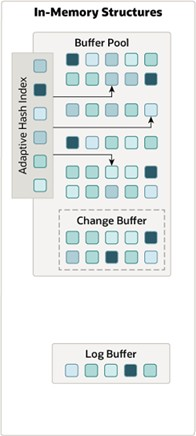 In-Memory Structures
Buffer Pool
Adaptive Hash Index
Change Buffer
Log Buffer